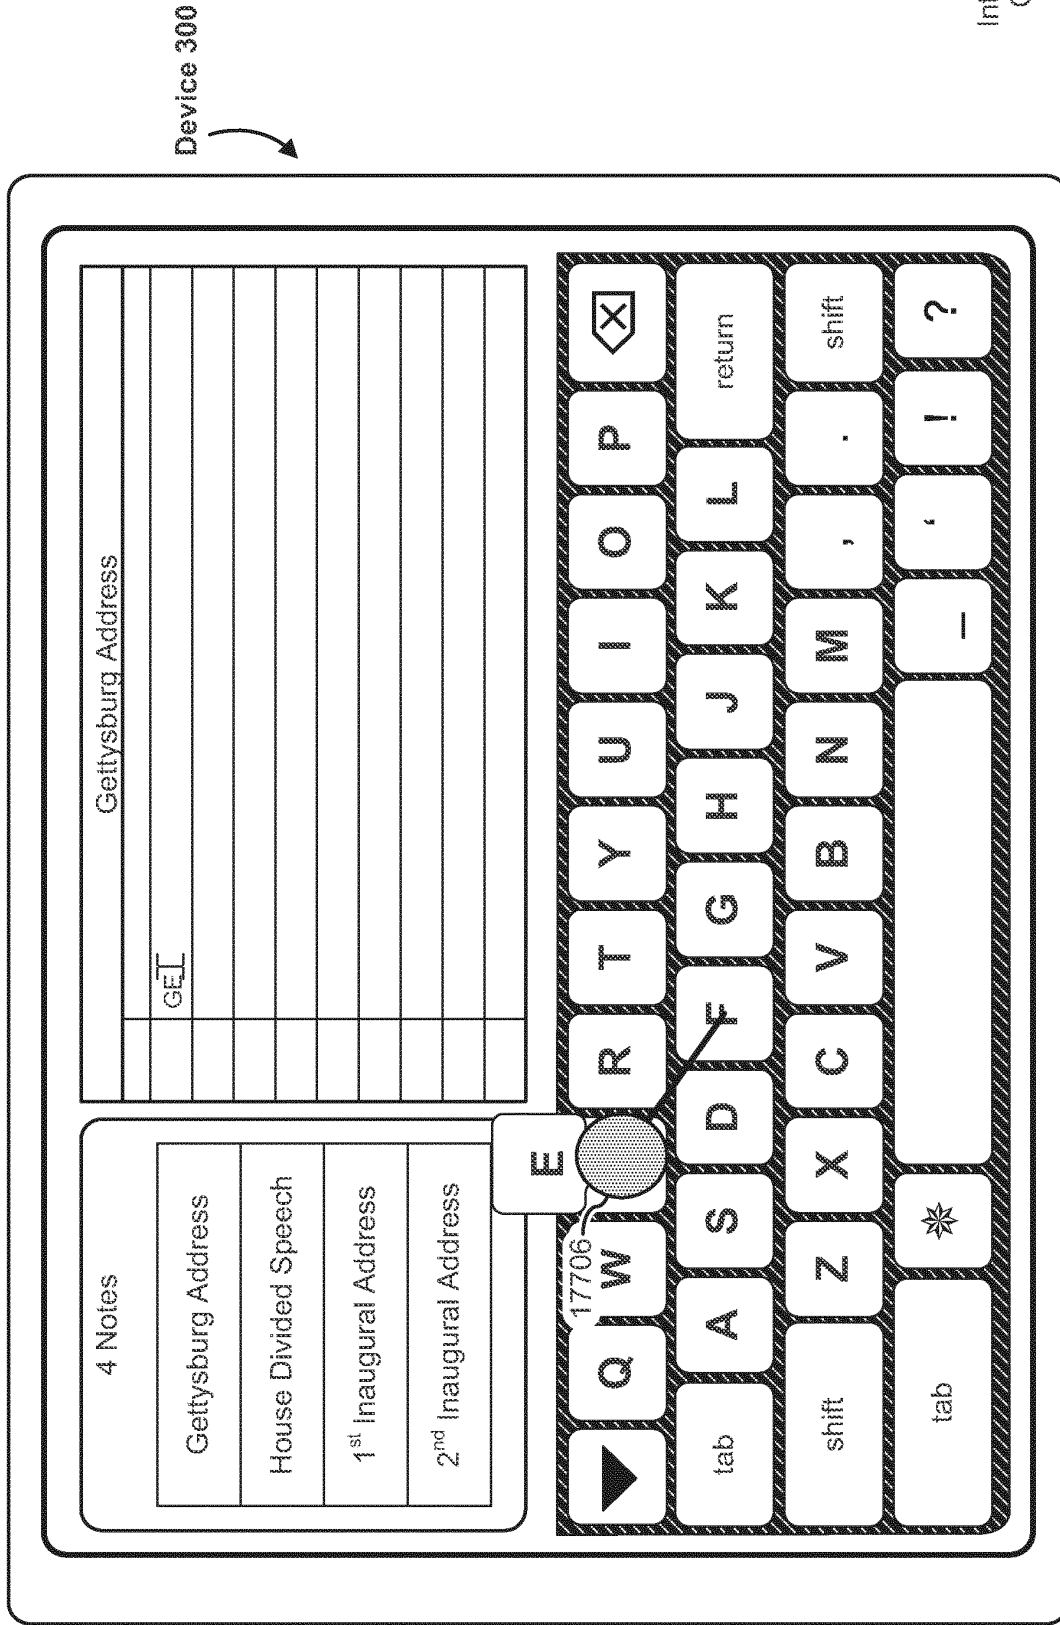 Device 300
4 Notes
Gettysburg Address
House Divided Speech
1st Inaugural Address
2nd Inaugural Address
Gettysburg Address
GE
E
17706
Q W R T Y U I O P
tab A S D F G H J K L return
shift Z X C V B N M , . shift
tab _ ‘ ! ?